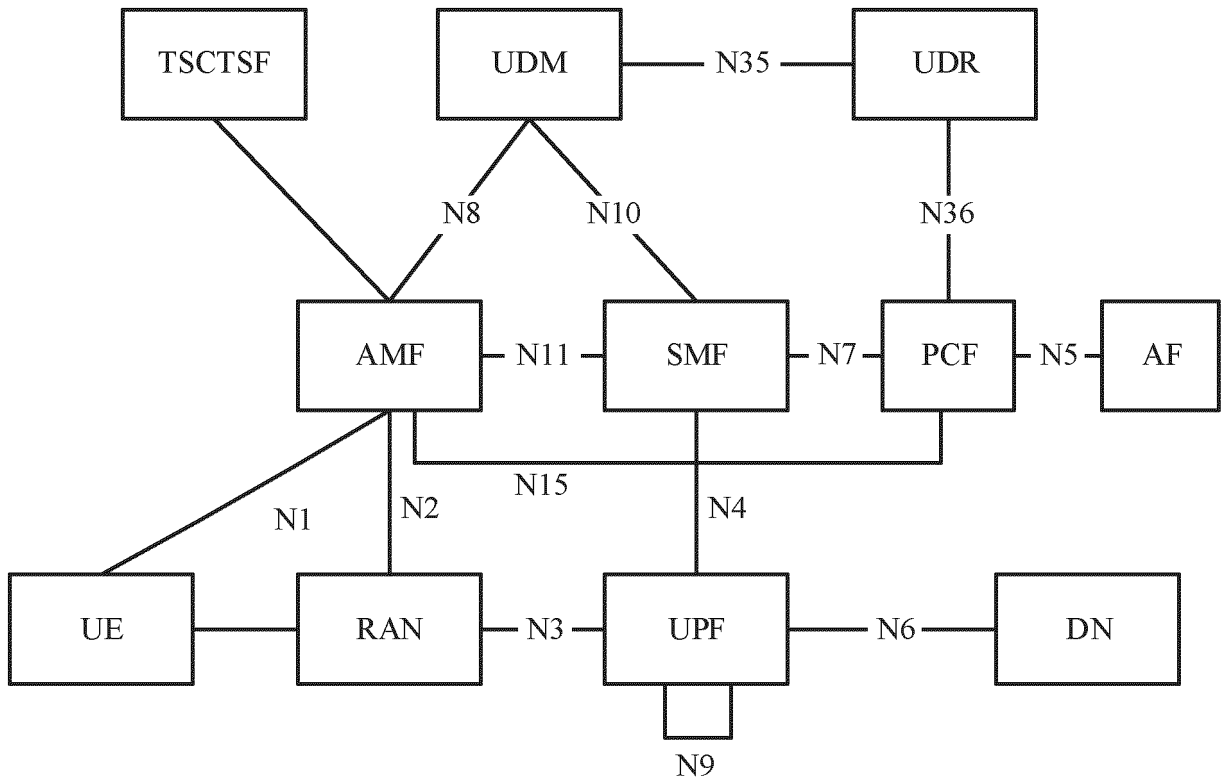 TSCTSF
UDM
N35
UDR
N8
N10
N36
AMF
N11
SMF
N7
PCF
N5
AF
N15
N1
N2
N4
UE
RAN
N3
UPF
N6
DN
N9